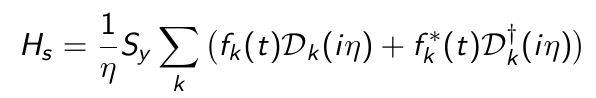 H_s = \frac{1}{\eta} S_y \sum_k \left( f_k(t) \mathcal{D}_k(i\eta) + f_k^*(t) \mathcal{D}_k^\dagger(i\eta) \right)